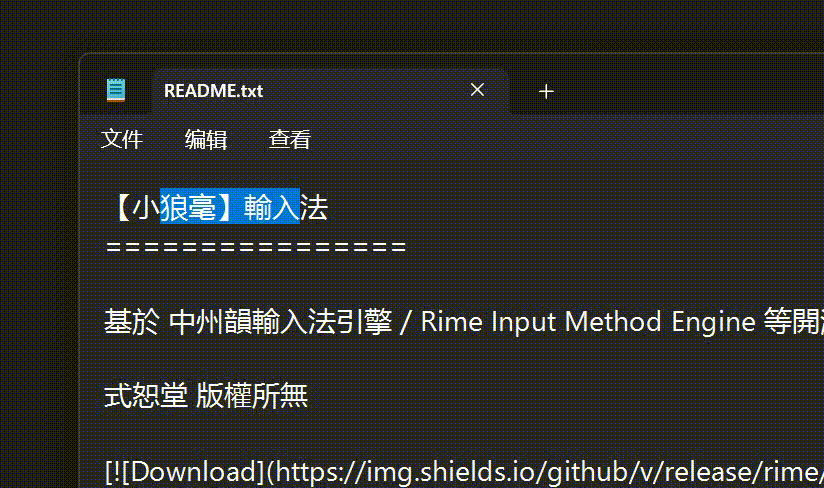 README.txt
文件 编辑 查看
【小狼毫】輸入法
================
基於 中州韻輸入法引擎 / Rime Input Method Engine 等開
式恕堂 版權所無
[![Download](https://img.shields.io/github/v/release/rime/